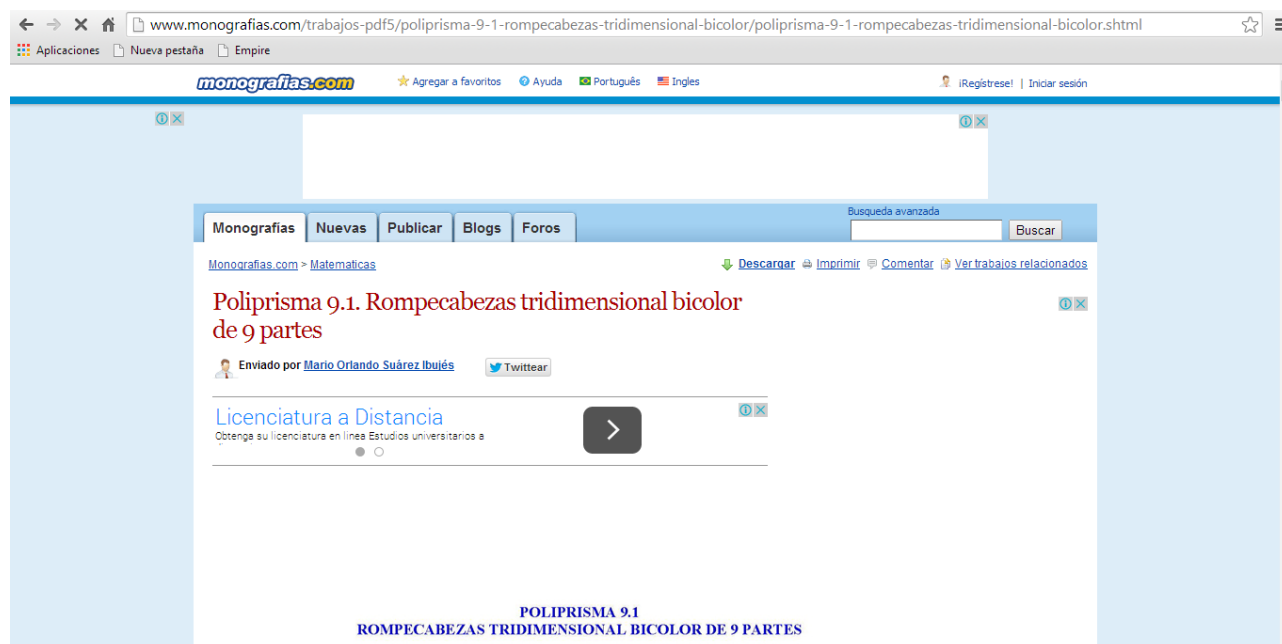 www.monografias.com/trabajos-pdf5/poliprisma-9-1-rompecabezas-tridimensional-bicolor/poliprisma-9-1-rompecabezas-tridimensional-bicolor.shtml
Aplicaciones Nueva pestaña Empire
monografias.com Agregar a favoritos Ayuda Português Ingles ¡Regístrese! | Iniciar sesión
Busqueda avanzada
Monografias Nuevas Publicar Blogs Foros Buscar
Monografias.com > Matematicas Descargar Imprimir Comentar Ver trabajos relacionados
Poliprisma 9.1. Rompecabezas tridimensional bicolor
de 9 partes
Enviado por Mario Orlando Suárez Ibujés Twittear
Licenciatura a Distancia
Obtenga su licenciatura en linea Estudios universitarios a
POLIPRISMA 9.1
ROMPECABEZAS TRIDIMENSIONAL BICOLOR DE 9 PARTES